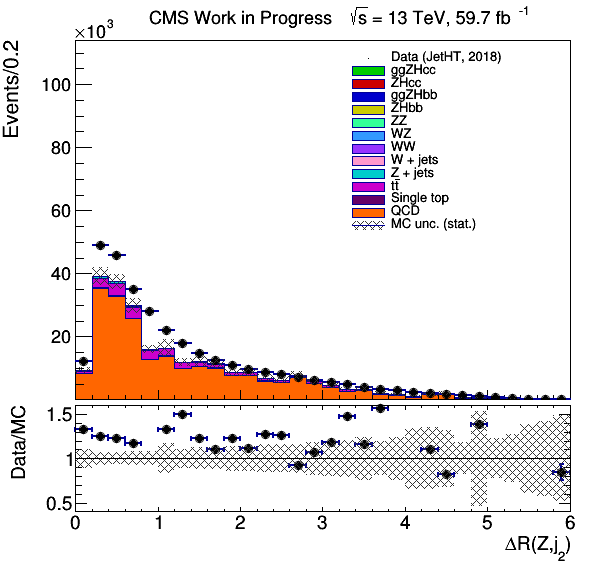 CMS Work in Progress √s = 13 TeV, 59.7 fb⁻¹
×10³
Events/0.2
100
80
60
40
20
Data (JetHT, 2018)
ggZHcc
ZHcc
ggZHbb
ZHbb
ZZ
WZ
WW
W + jets
Z + jets
tt̄
Single top
QCD
MC unc. (stat.)
Data/MC
1.5
1
0.5
0 1 2 3 4 5 6
ΔR(Z,j₂)